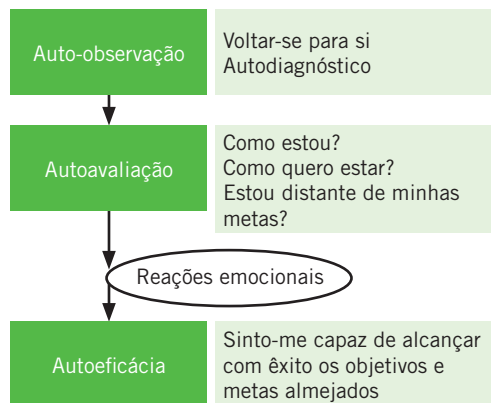 Auto-observação
Voltar-se para si
Autodiagnóstico
Autoavaliação
Como estou?
Como quero estar?
Estou distante de minhas
metas?
Reações emocionais
Autoeficácia
Sinto-me capaz de alcançar
com êxito os objetivos e
metas almejados